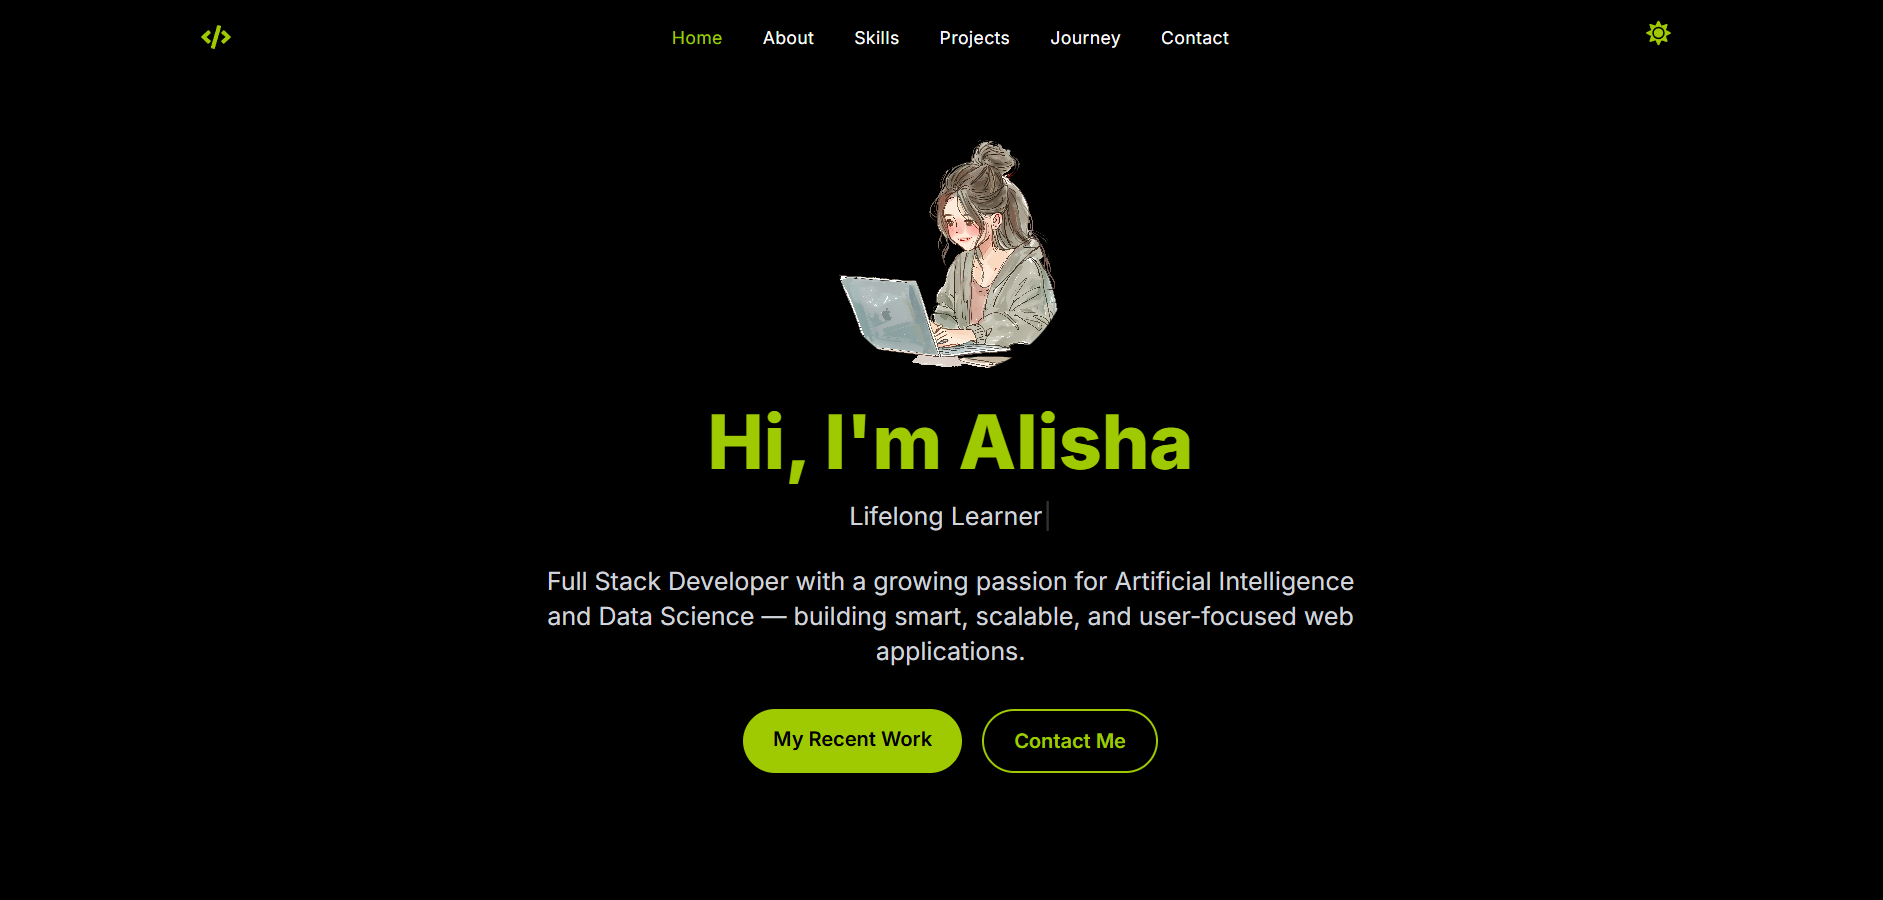 Home About Skills Projects Journey Contact
Hi, I'm Alisha
Lifelong Learner
Full Stack Developer with a growing passion for Artificial Intelligence
and Data Science — building smart, scalable, and user-focused web
applications.
My Recent Work Contact Me